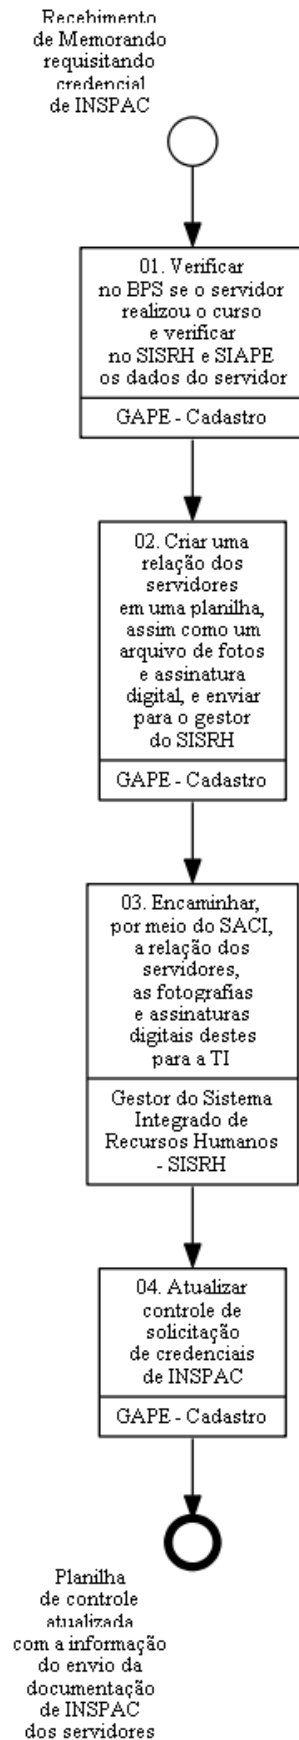 Recebimento
de Memorando
requisitando
credencial
de INSPAC
01. Verificar
no BPS se o servidor
realizou o curso
e verificar
no SISRH e SIAPE
os dados do servidor
GAPE - Cadastro
02. Criar uma
relação dos
servidores
em uma planilha,
assim como um
arquivo de fotos
e assinatura
digital, e enviar
para o gestor
do SISRH
GAPE - Cadastro
03. Encaminhar,
por meio do SACI,
a relação dos
servidores,
as fotografias
e assinaturas
digitais destes
para a TI
Gestor do Sistema
Integrado de
Recursos Humanos
- SISRH
04. Atualizar
controle de
solicitação
de credenciais
de INSPAC
GAPE - Cadastro
Planilha
de controle
atualizada
com a informação
do envio da
documentação
de INSPAC
dos servidores